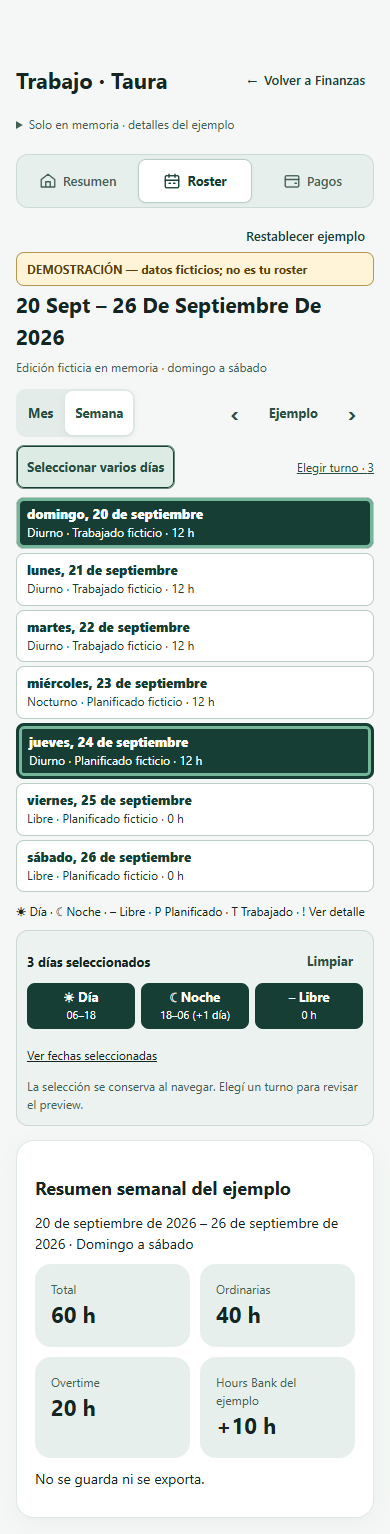 Trabajo · Taura
← Volver a Finanzas
▶ Solo en memoria · detalles del ejemplo
Resumen
Roster
Pagos
Restablecer ejemplo
DEMOSTRACIÓN — datos ficticios; no es tu roster
20 Sept – 26 De Septiembre De
2026
Edición ficticia en memoria · domingo a sábado
Mes
Semana
‹
Ejemplo
›
Seleccionar varios días
Elegir turno · 3
domingo, 20 de septiembre
Diurno · Trabajado ficticio · 12 h
lunes, 21 de septiembre
Diurno · Trabajado ficticio · 12 h
martes, 22 de septiembre
Diurno · Trabajado ficticio · 12 h
miércoles, 23 de septiembre
Nocturno · Planificado ficticio · 12 h
jueves, 24 de septiembre
Diurno · Planificado ficticio · 12 h
viernes, 25 de septiembre
Libre · Planificado ficticio · 0 h
sábado, 26 de septiembre
Libre · Planificado ficticio · 0 h
☀ Día · ☾ Noche · – Libre · P Planificado · T Trabajado · ! Ver detalle
3 días seleccionados
Limpiar
☀ Día
06–18
☾ Noche
18–06 (+1 día)
– Libre
0 h
Ver fechas seleccionadas
La selección se conserva al navegar. Elegí un turno para revisar
el preview.
Resumen semanal del ejemplo
20 de septiembre de 2026 – 26 de septiembre de
2026 · Domingo a sábado
Total
60 h
Ordinarias
40 h
Overtime
20 h
Hours Bank del
ejemplo
+10 h
No se guarda ni se exporta.